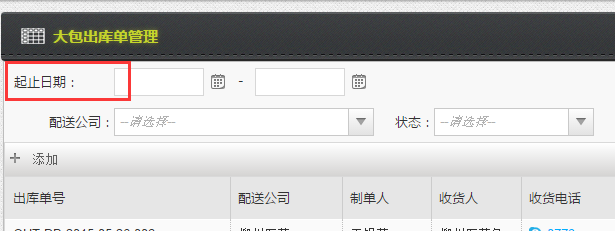 大包出库单管理
起止日期： -
配送公司： --请选择-- 状态： --请选择--
+ 添加
出库单号 配送公司 制单人 收货人 收货电话